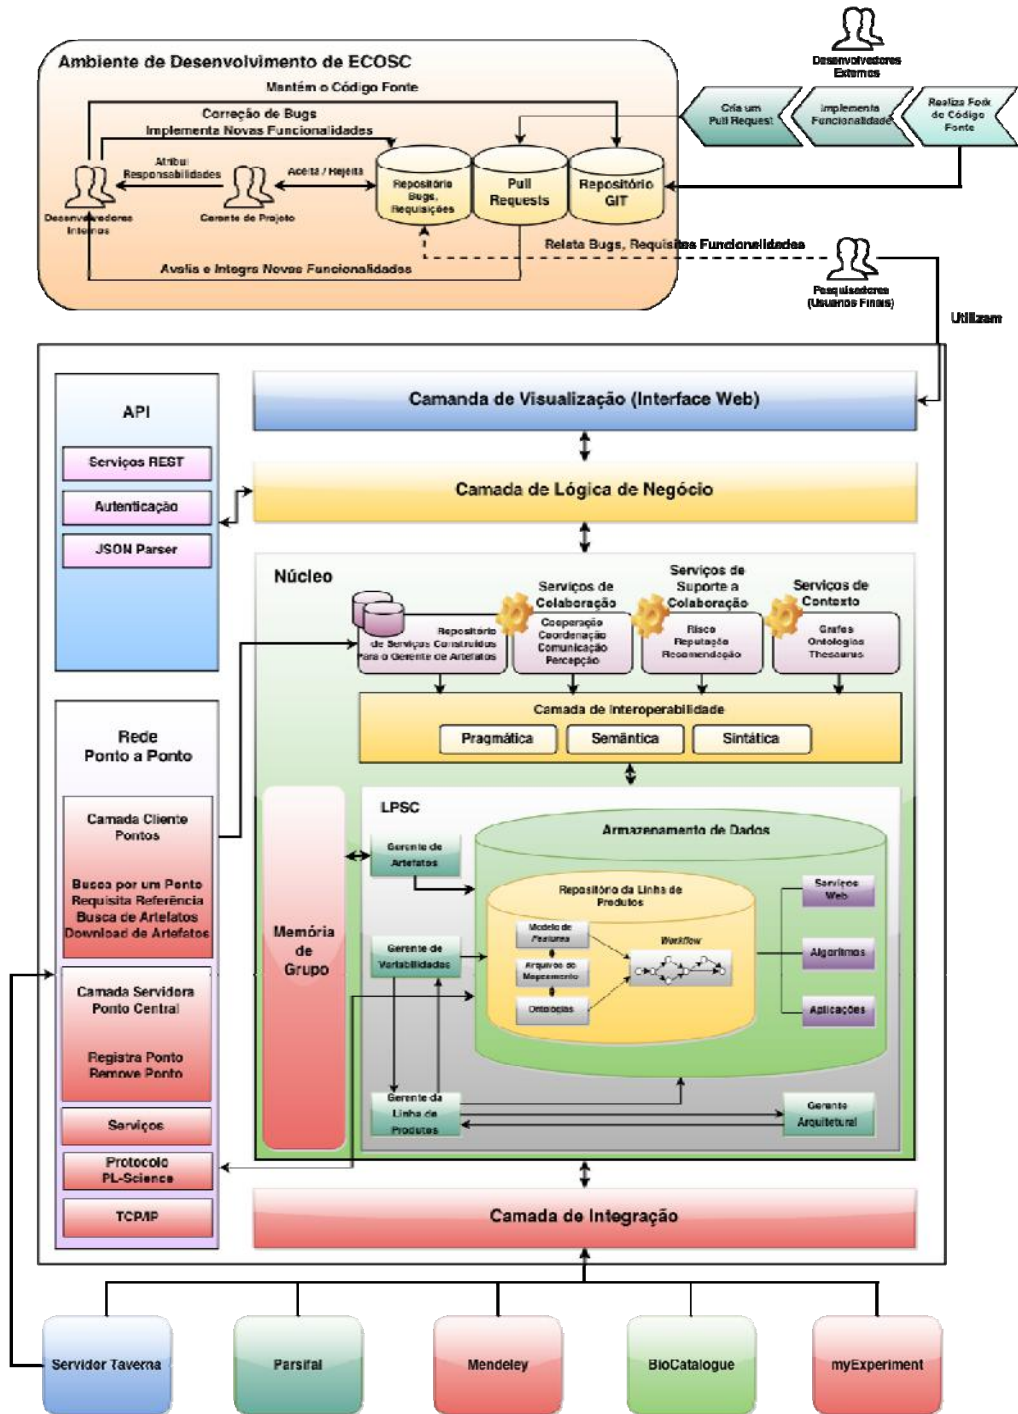 Desenvolvedores
Externos
Ambiente de Desenvolvimento de ECOSC
Mantém o Código Fonte
Correção de Bugs
Implementa Novas Funcionalidades
Cria um
Pull Request
Implementa
Funcionalidade
Realiza Fork
do Código
Fonte
Atribui
Responsabilidades
Aceita / Rejeita
Repositório
Bugs,
Requisições
Pull
Requests
Repositório
GIT
Desenvolvedores
Internos
Gerente de Projeto
Relata Bugs, Requisita Funcionalidades
Avalia e Integra Novas Funcionalidades
Pesquisadores
(Usuários Finais)
Utilizam
API
Serviços REST
Autenticação
JSON Parser
Camanda de Visualização (Interface Web)
Camada de Lógica de Negócio
Núcleo
Repositório
de Serviços Construídos
Para o Gerente de Artefatos
Serviços de
Colaboração
Cooperação
Coordenação
Comunicação
Percepção
Serviços de
Suporte a
Colaboração
Risco
Reputação
Recomendação
Serviços de
Contexto
Grafos
Ontologias
Thesaurus
Camada de Interoperabilidade
Pragmática
Semântica
Sintática
Rede
Ponto a Ponto
Camada Cliente
Pontos
Busca por um Ponto
Requisita Referência
Busca de Artefatos
Download de Artefatos
Camada Servidora
Ponto Central
Registra Ponto
Remove Ponto
Serviços
Protocolo
PL-Science
TCP/IP
Memória
de
Grupo
LPSC
Gerente de
Artefatos
Gerente de
Variabilidades
Gerente da
Linha de
Produtos
Gerente
Arquitetural
Armazenamento de Dados
Repositório da Linha de
Produtos
Modelo de
Features
Arquivos de
Mapeamento
Ontologias
Workflow
Serviços
Web
Algoritmos
Aplicações
Camada de Integração
Servidor Taverna
Parsifal
Mendeley
BioCatalogue
myExperiment